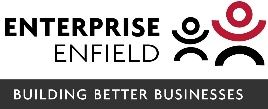 ENTERPRISE
ENFIELD
BUILDING BETTER BUSINESSES